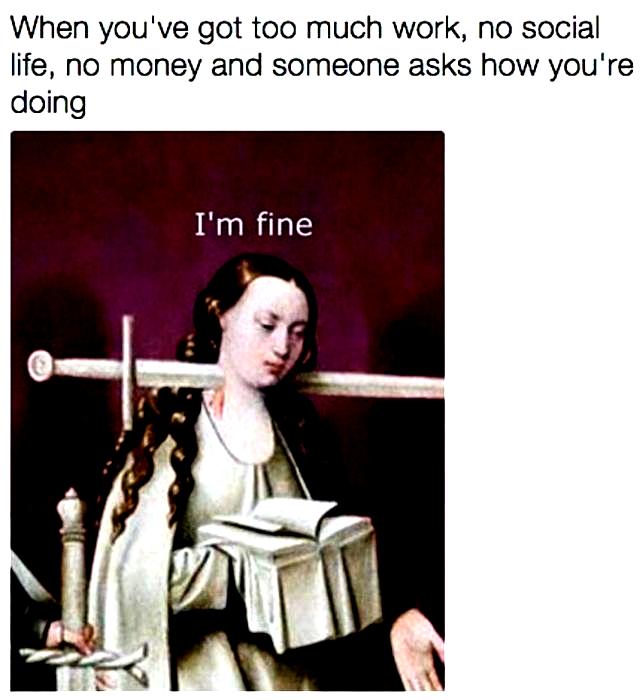 When you've got too much work, no social
life, no money and someone asks how you're
doing
I'm fine